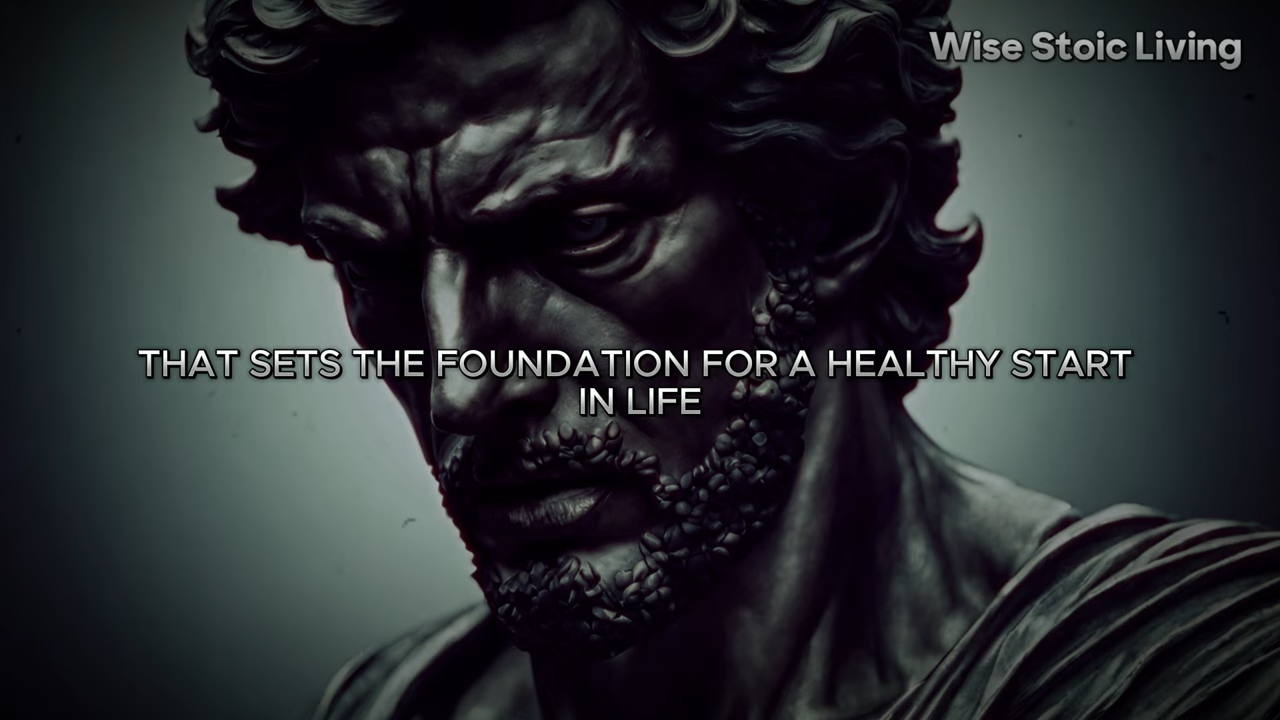 Wise Stoic Living
THAT SETS THE FOUNDATION FOR A HEALTHY START
IN LIFE